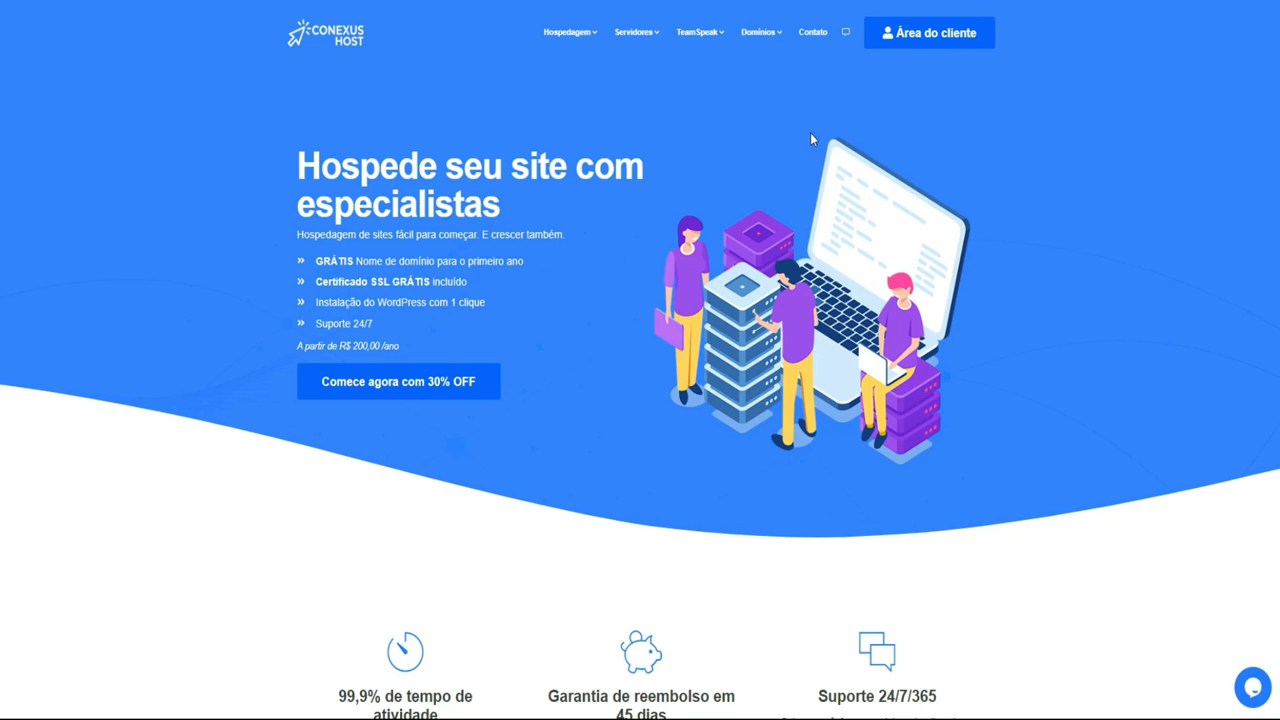 CONEXUS
HOST
Hospedagem
Servidores
TeamSpeak
Domínios
Contato
Área do cliente
Hospede seu site com
especialistas
Hospedagem de sites fácil para começar. E crescer também.
GRÁTIS Nome de domínio para o primeiro ano
Certificado SSL GRÁTIS incluído
Instalação do WordPress com 1 clique
Suporte 24/7
A partir de R$ 200,00 /ano
Comece agora com 30% OFF
99,9% de tempo de
atividade
Garantia de reembolso em
45 dias
Suporte 24/7/365